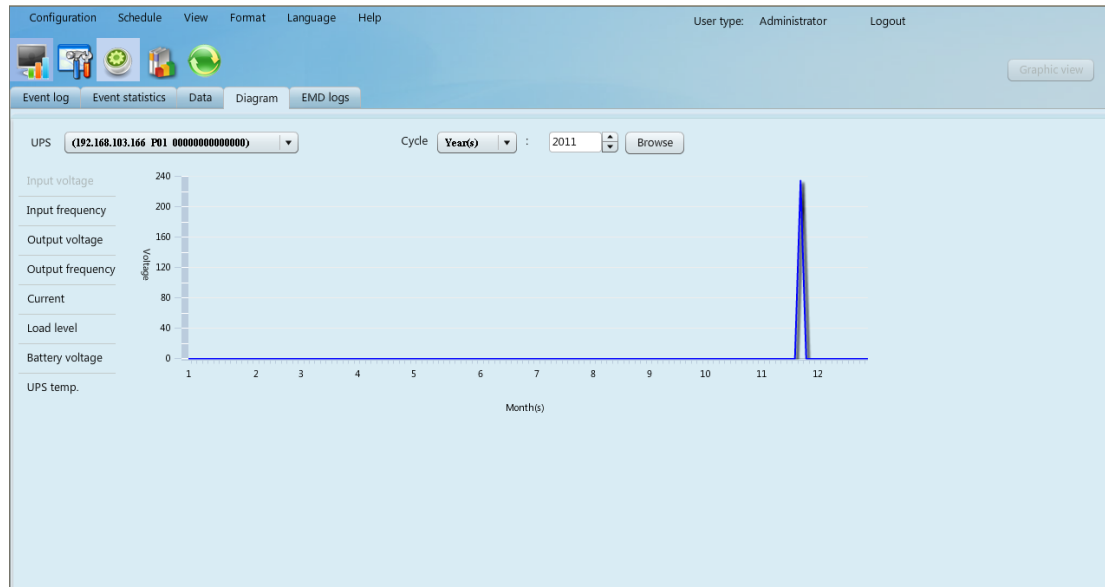 Configuration Schedule View Format Language Help User type: Administrator Logout
Graphic view
Event log Event statistics Data Diagram EMD logs
UPS (192.168.103.166 P01 00000000000000) Cycle Year(s) : 2011 Browse
Input voltage
Input frequency
Output voltage
Output frequency
Current
Load level
Battery voltage
UPS temp.
240
200
160
120
80
40
0
Voltage
1 2 3 4 5 6 7 8 9 10 11 12
Month(s)